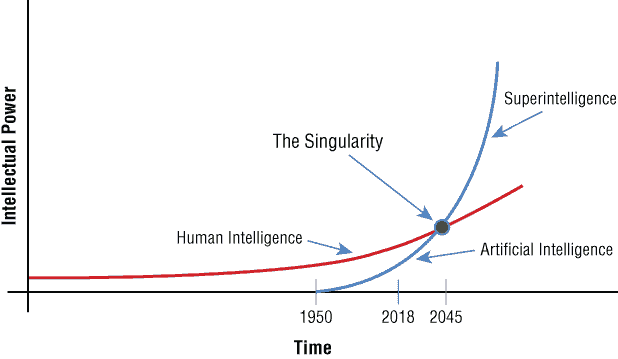 Intellectual Power
Superintelligence
The Singularity
Human Intelligence
Artificial Intelligence
1950
2018
2045
Time